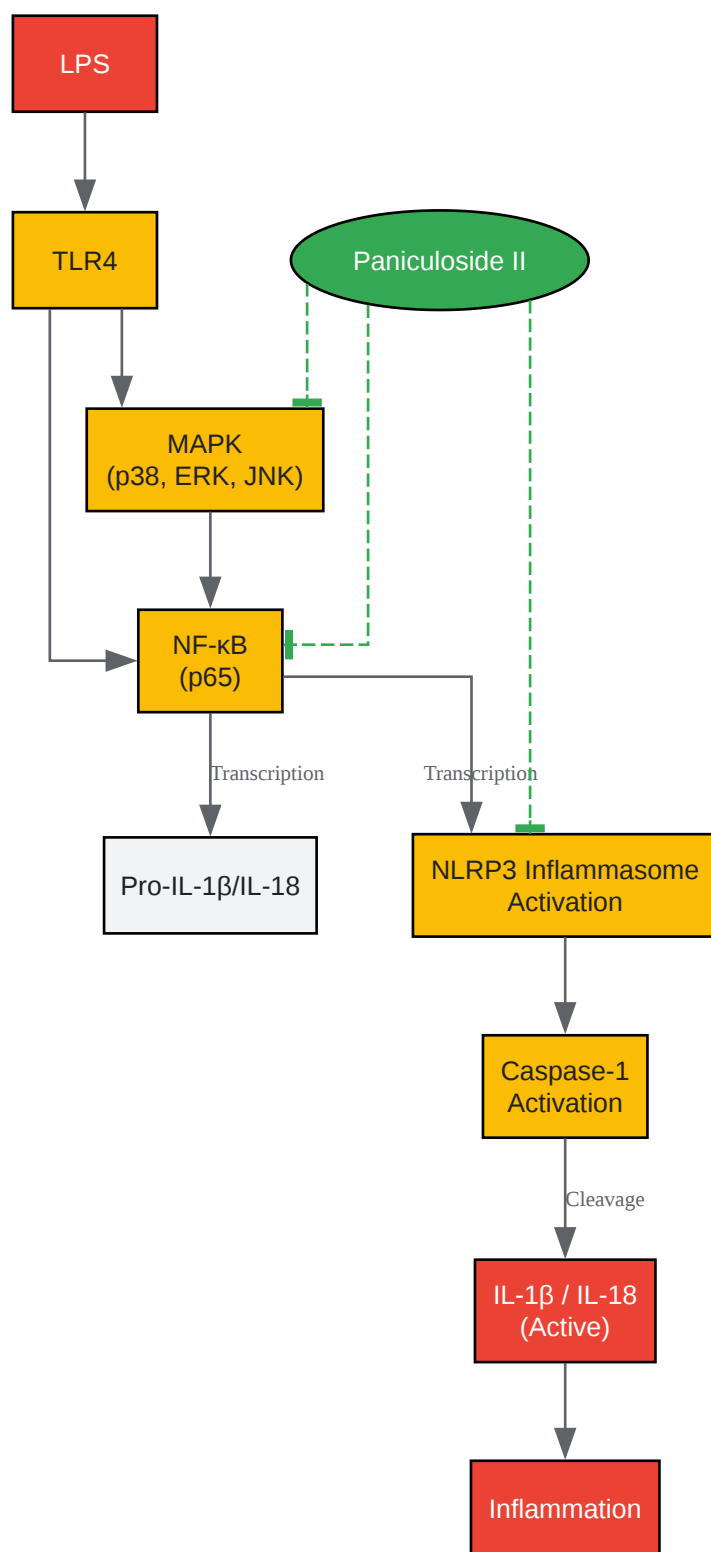 LPS
TLR4
Paniculoside II
MAPK
(p38, ERK, JNK)
NF-κB
(p65)
Transcription
Transcription
Pro-IL-1β/IL-18
NLRP3 Inflammasome
Activation
Caspase-1
Activation
Cleavage
IL-1β / IL-18
(Active)
Inflammation